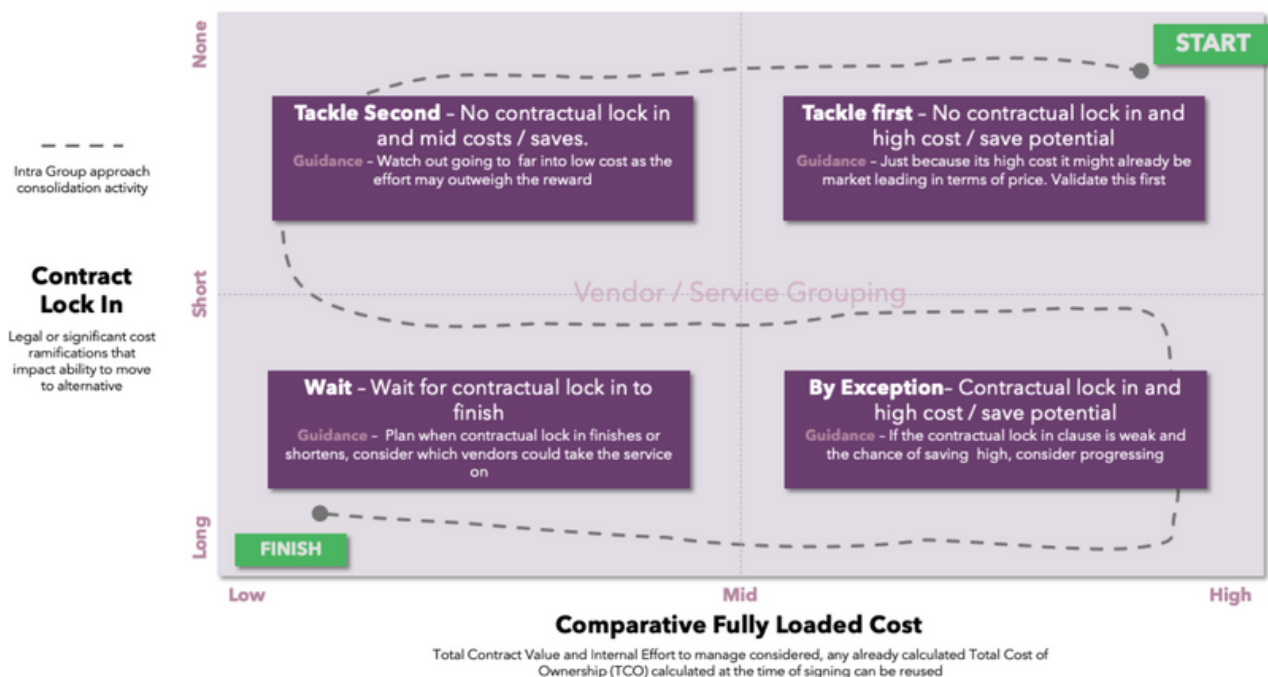 None
START
Tackle Second – No contractual lock in
and mid costs / saves.
Guidance – Watch out going to  far into low cost as the
effort may outweigh the reward
Tackle first – No contractual lock in and
high cost / save potential
Guidance – Just because its high cost it might already be
market leading in terms of price. Validate this first
Intra Group approach
consolidation activity
Contract
Lock In
Legal or significant cost
ramifications that
impact ability to move
to alternative
Short
Vendor / Service Grouping
Wait – Wait for contractual lock in to
finish
Guidance –  Plan when contractual lock in finishes or
shortens, consider which vendors could take the service
on
By Exception– Contractual lock in and
high cost / save potential
Guidance – If the contractual lock in clause is weak and
the chance of saving  high, consider progressing
Long
FINISH
Low
Mid
High
Comparative Fully Loaded Cost
Total Contract Value and Internal Effort to manage considered, any already calculated Total Cost of
Ownership (TCO) calculated at the time of signing can be reused